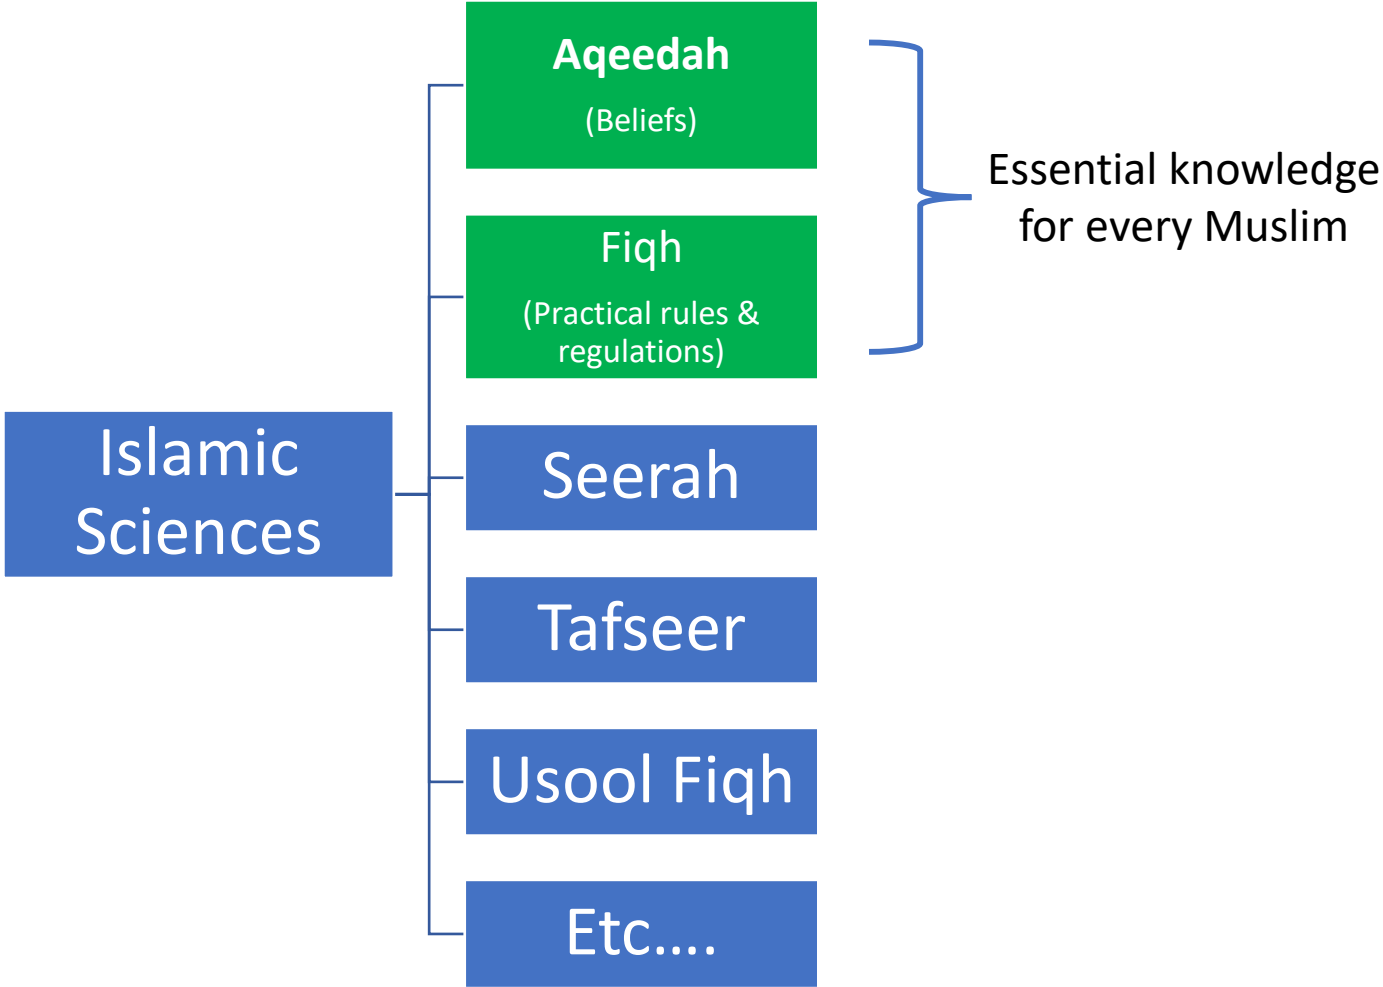 Aqeedah
(Beliefs)
Essential knowledge
for every Muslim
Fiqh
(Practical rules &
regulations)
Islamic
Sciences
Seerah
Tafseer
Usool Fiqh
Etc....